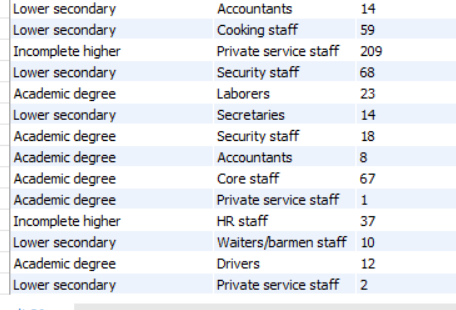 Lower secondary Accountants 14
Lower secondary Cooking staff 59
Incomplete higher Private service staff 209
Lower secondary Security staff 68
Academic degree Laborers 23
Lower secondary Secretaries 14
Academic degree Security staff 18
Academic degree Accountants 8
Academic degree Core staff 67
Academic degree Private service staff 1
Incomplete higher HR staff 37
Lower secondary Waiters/barmen staff 10
Academic degree Drivers 12
Lower secondary Private service staff 2